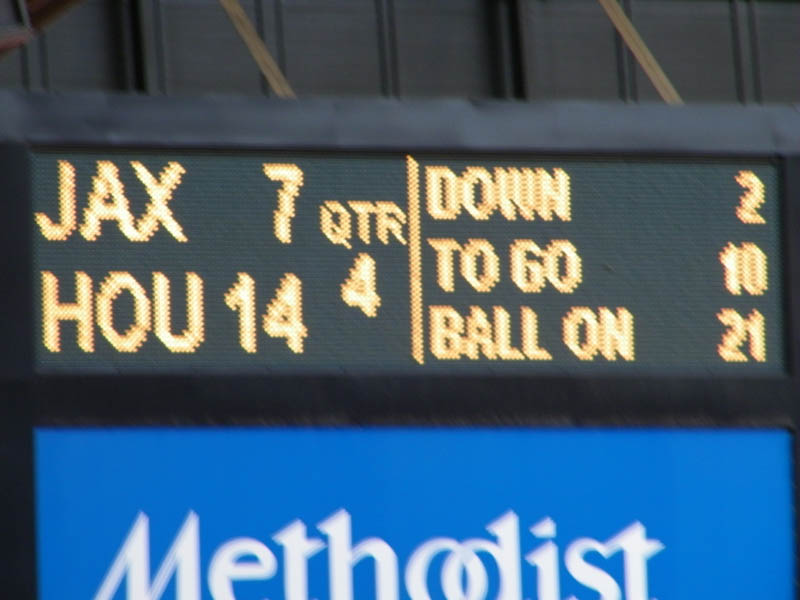 JAX 7 QTR
HOU 14 4
DOWN 2
TO GO 10
BALL ON 21
Methodist